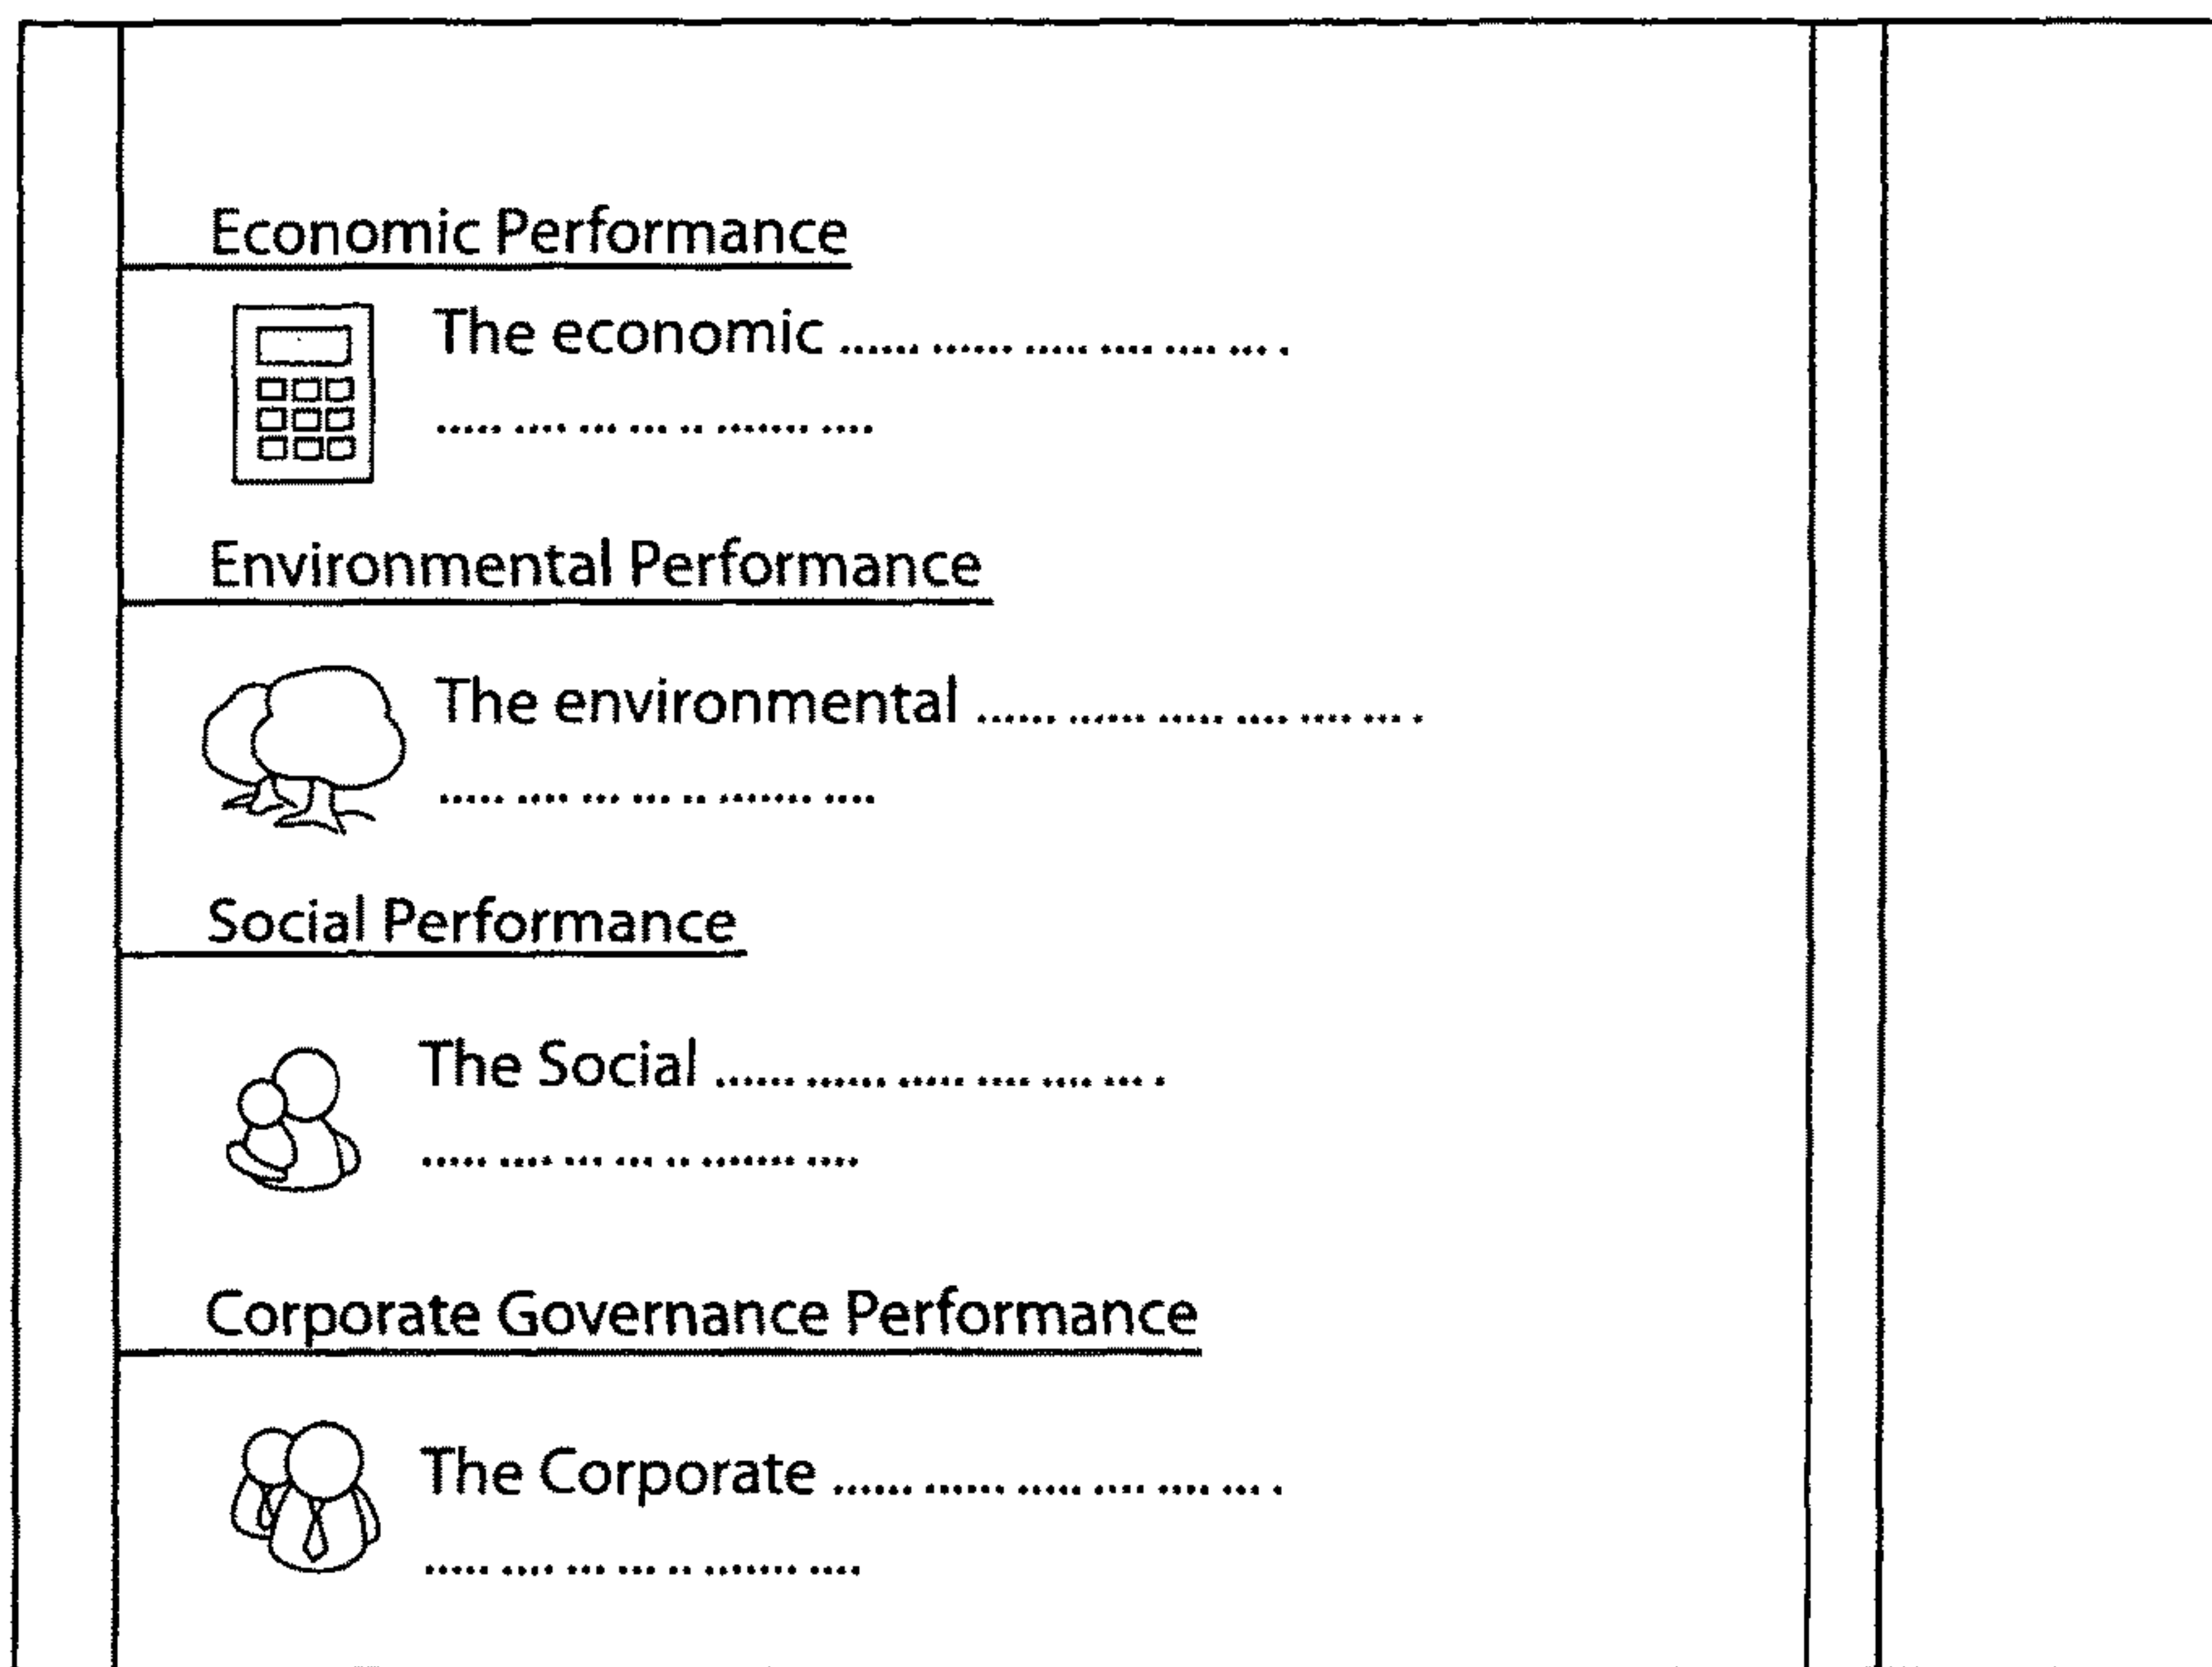 Economic Performance
The economic ...... ...... ..... .... .... ... .
..... .... ... ... .. ....... ....
Environmental Performance
The environmental ...... ...... ..... .... .... ... .
..... .... ... ... .. ....... ....
Social Performance
The Social ...... ...... ..... .... .... ... .
..... .... ... ... .. ....... ....
Corporate Governance Performance
The Corporate ...... ...... ..... .... .... ... .
..... .... ... ... .. ....... ....